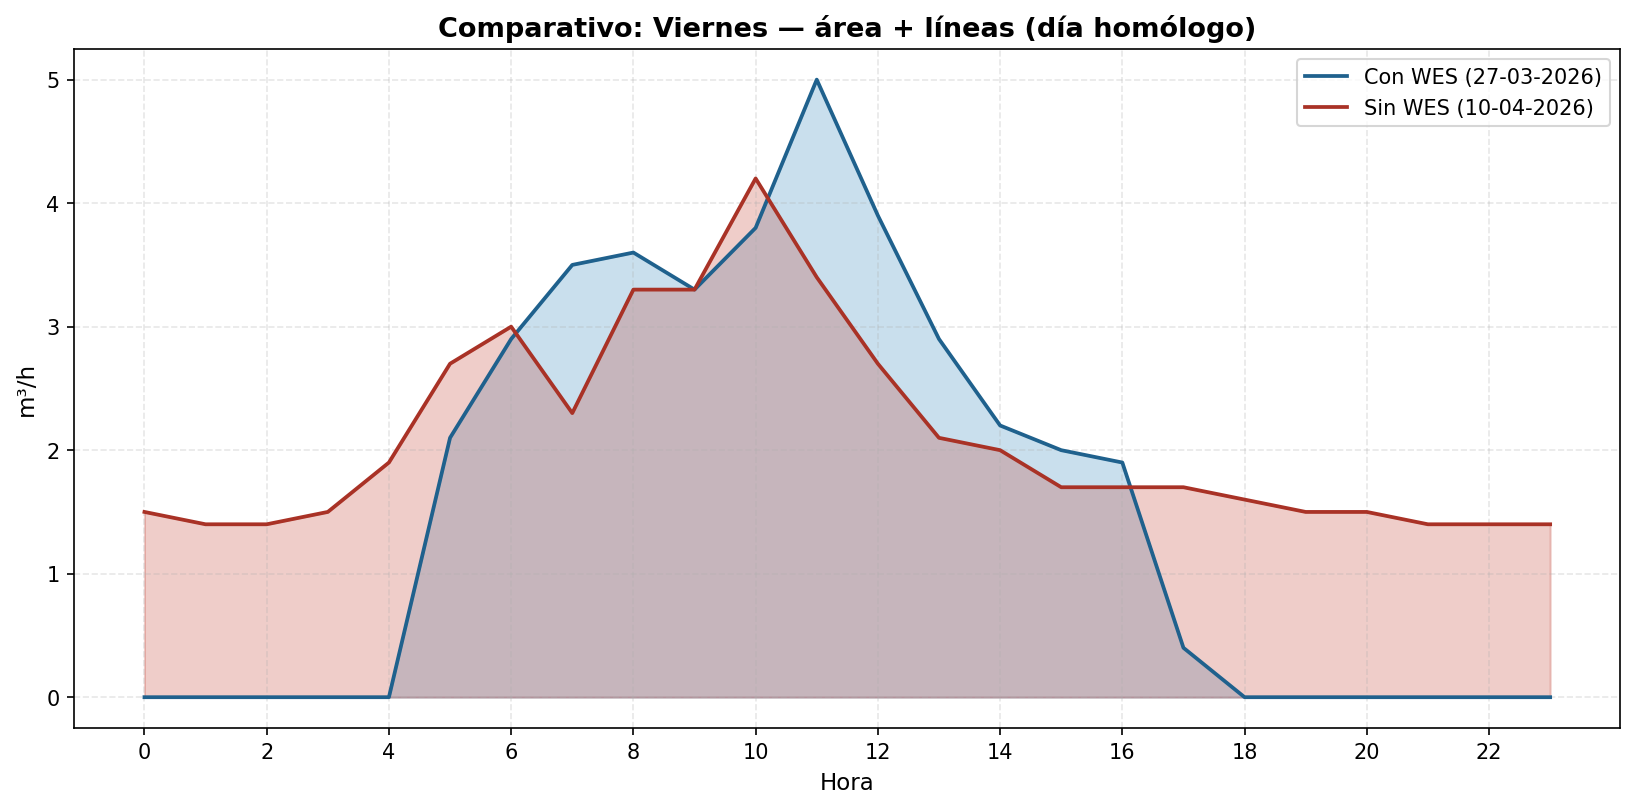 Comparativo: Viernes — área + líneas (día homólogo)
Con WES (27-03-2026)
Sin WES (10-04-2026)
m³/h
5
4
3
2
1
0
0 2 4 6 8 10 12 14 16 18 20 22
Hora